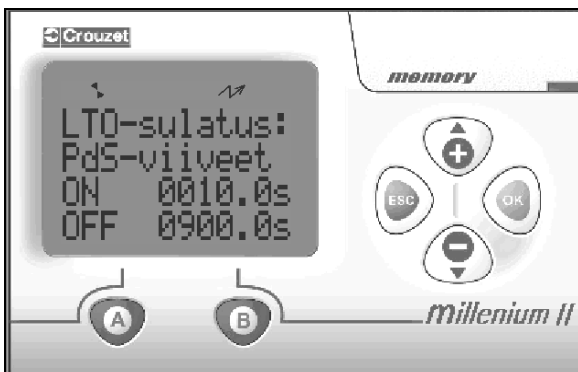 Crouzet
memory
LTO-sulatus:
PdS-viiveet
ON 0010.0s
OFF 0900.0s
+
ESC
OK
-
A
B
millenium II